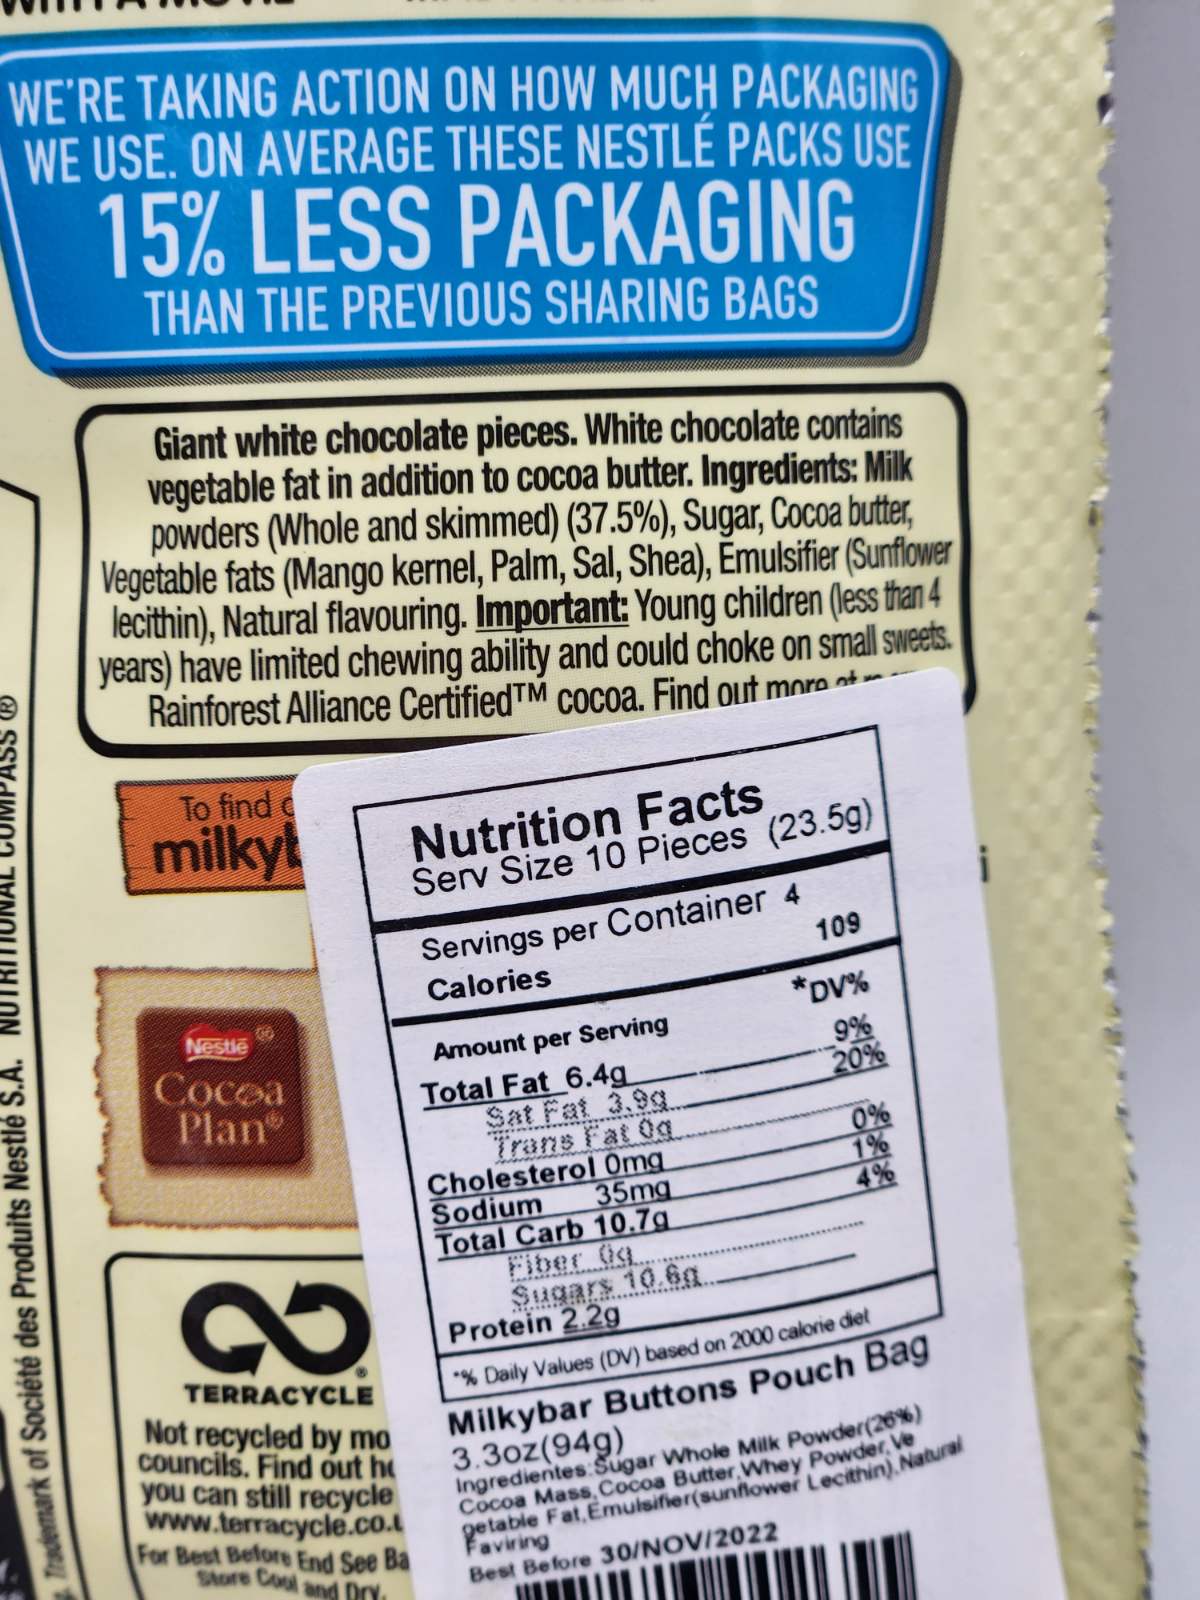 WE'RE TAKING ACTION ON HOW MUCH PACKAGING
WE USE. ON AVERAGE THESE NESTLÉ PACKS USE
15% LESS PACKAGING
THAN THE PREVIOUS SHARING BAGS
Giant white chocolate pieces. White chocolate contains
vegetable fat in addition to cocoa butter. Ingredients: Milk
powders (Whole and skimmed) (37.5%), Sugar, Cocoa butter,
Vegetable fats (Mango kernel, Palm, Sal, Shea), Emulsifier (Sunflower
lecithin), Natural flavouring. Important: Young children (less than 4
years) have limited chewing ability and could choke on small sweets.
Rainforest Alliance Certified™ cocoa. Find out more at
To find
milkyb
Nestlé
Cocoa
Plan®
TERRACYCLE®
Not recycled by mo
councils. Find out ho
you can still recycle
www.terracycle.co.u
For Best Before End See Ba
Store Cool and Dry.
Trademark of Société des Produits Nestlé S.A. NUTRITIONAL COMPASS ®
Nutrition Facts
Serv Size 10 Pieces (23.5g)
Servings per Container 4
Calories 109
Amount per Serving *DV%
Total Fat 6.4g 9%
Sat Fat 3.9g 20%
Trans Fat 0g
Cholesterol 0mg 0%
Sodium 35mg 1%
Total Carb 10.7g 4%
Fiber 0g
Sugars 10.6g
Protein 2.2g
*% Daily Values (DV) based on 2000 calorie diet
Milkybar Buttons Pouch Bag
3.3oz(94g)
Ingredientes:Sugar Whole Milk Powder(26%)
Cocoa Mass,Cocoa Butter,Whey Powder,Ve
getable Fat,Emulsifier(sunflower Lecithin),Natural
Faviring
Best Before 30/NOV/2022